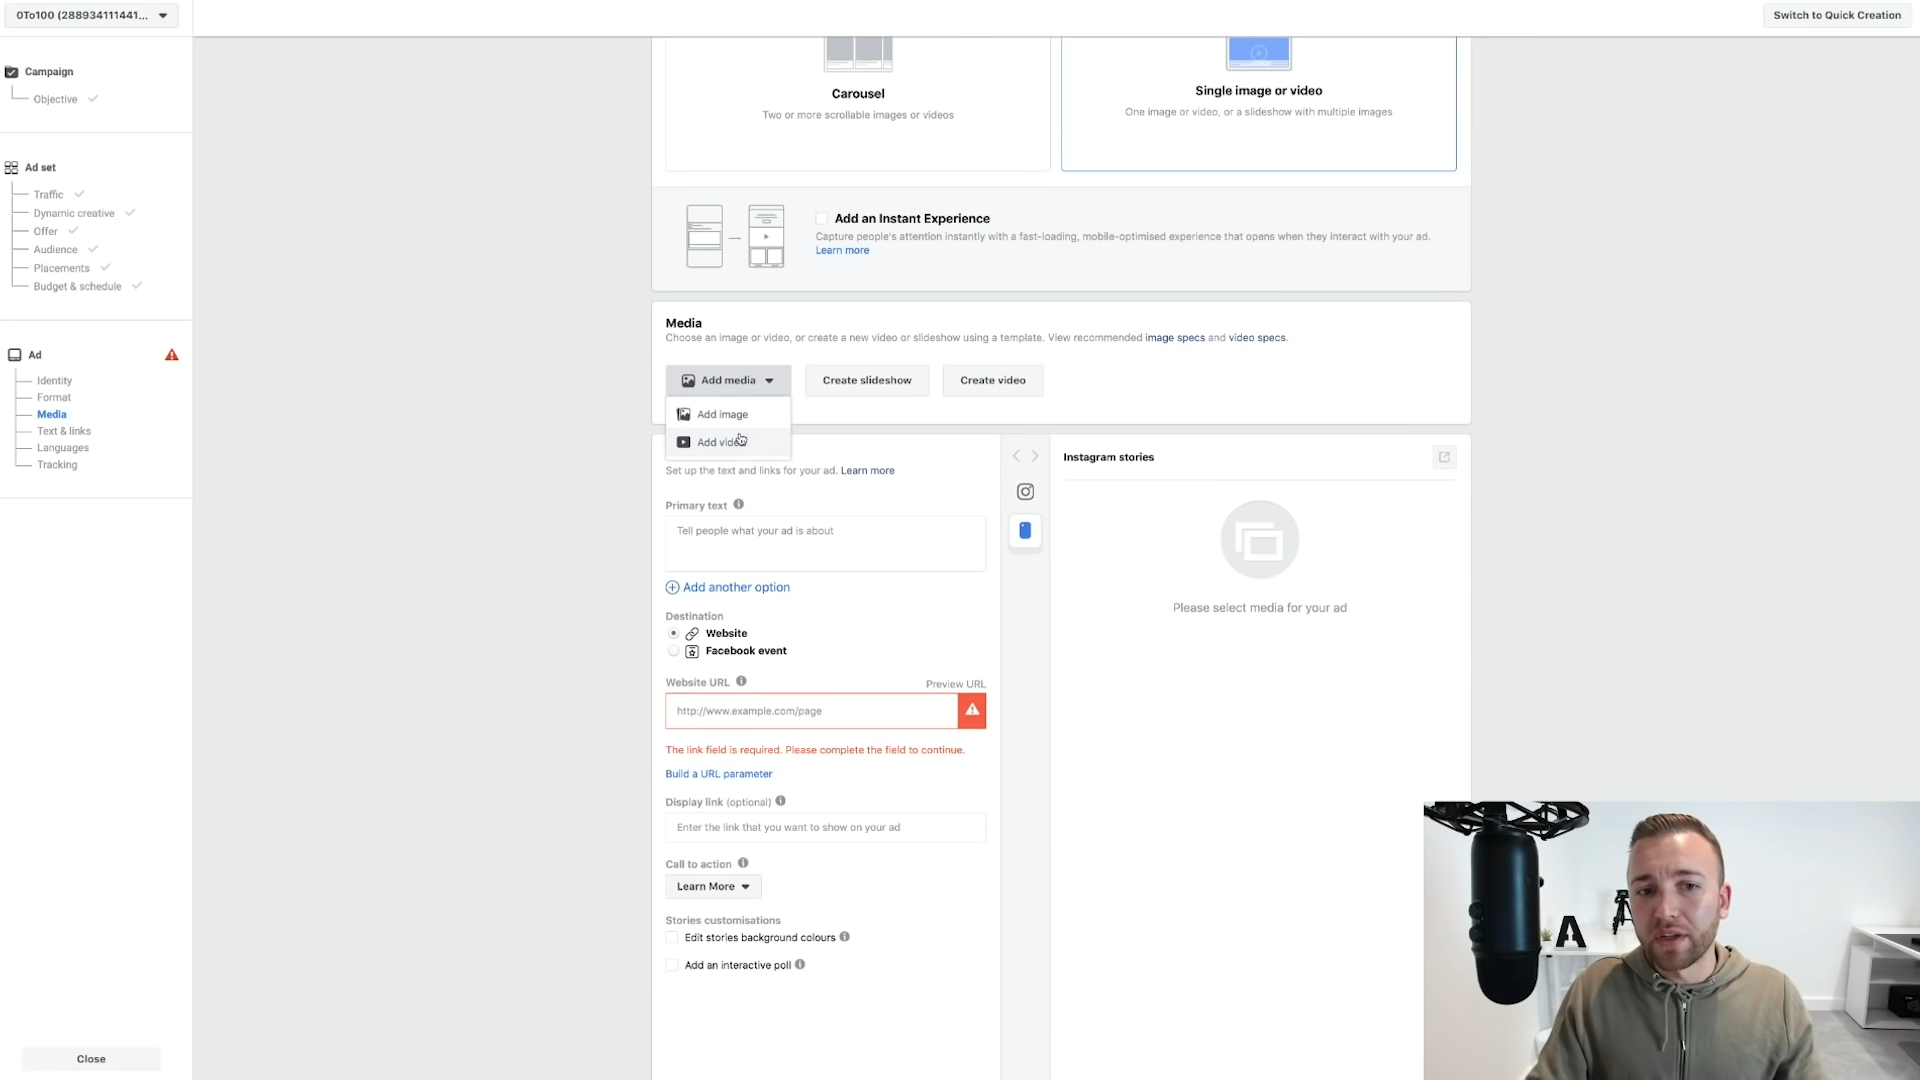 0To100 (288934111441...
Switch to Quick Creation
Campaign
Objective
Ad set
Traffic
Dynamic creative
Offer
Audience
Placements
Budget & schedule
Ad
Identity
Format
Media
Text & links
Languages
Tracking
Close
Carousel
Two or more scrollable images or videos
Single image or video
One image or video, or a slideshow with multiple images
Add an Instant Experience
Capture people's attention instantly with a fast-loading, mobile-optimised experience that opens when they interact with your ad.
Learn more
Media
Choose an image or video, or create a new video or slideshow using a template. View recommended image specs and video specs.
Add media
Create slideshow
Create video
Add image
Add video
Set up the text and links for your ad. Learn more
Primary text
Tell people what your ad is about
Add another option
Destination
Website
Facebook event
Website URL
Preview URL
http://www.example.com/page
The link field is required. Please complete the field to continue.
Build a URL parameter
Display link (optional)
Enter the link that you want to show on your ad
Call to action
Learn More
Stories customisations
Edit stories background colours
Add an interactive poll
Instagram stories
Please select media for your ad
A